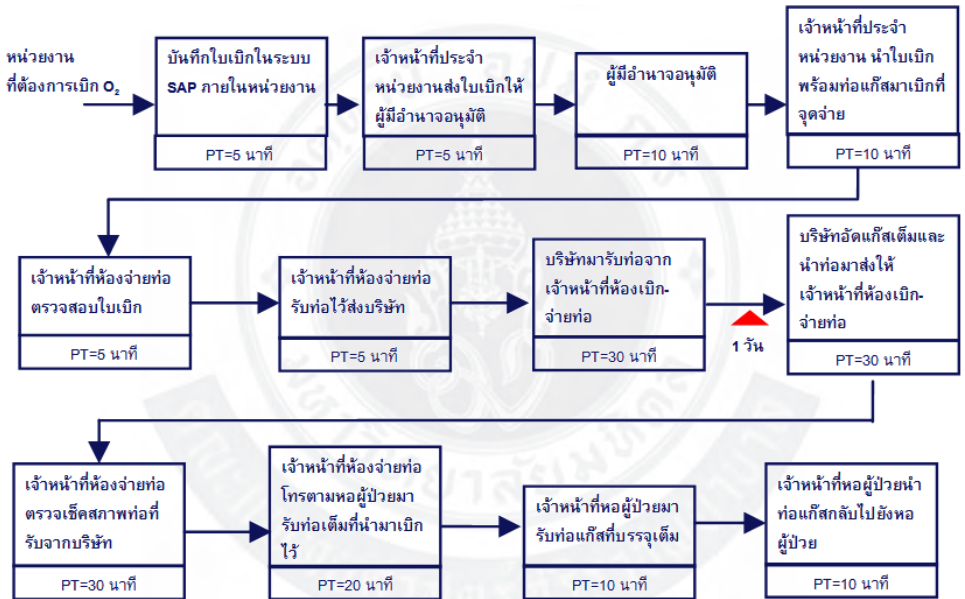 หน่วยงาน
ที่ต้องการเบิก O₂
บันทึกใบเบิกในระบบ
SAP ภายในหน่วยงาน
PT=5 นาที
เจ้าหน้าที่ประจำ
หน่วยงานส่งใบเบิกให้
ผู้มีอำนาจอนุมัติ
PT=5 นาที
ผู้มีอำนาจอนุมัติ
PT=10 นาที
เจ้าหน้าที่ประจำ
หน่วยงาน นำใบเบิก
พร้อมท่อแก๊สมาเบิกที่
จุดจ่าย
PT=10 นาที
เจ้าหน้าที่ห้องจ่ายท่อ
ตรวจสอบใบเบิก
PT=5 นาที
เจ้าหน้าที่ห้องจ่ายท่อ
รับท่อไว้ส่งบริษัท
PT=5 นาที
บริษัทมารับท่อจาก
เจ้าหน้าที่ห้องเบิก-
จ่ายท่อ
PT=30 นาที
1 วัน
บริษัทอัดแก๊สเต็มและ
นำท่อมาส่งให้
เจ้าหน้าที่ห้องเบิก-
จ่ายท่อ
PT=30 นาที
เจ้าหน้าที่ห้องจ่ายท่อ
ตรวจเช็คสภาพท่อที่
รับจากบริษัท
PT=30 นาที
เจ้าหน้าที่ห้องจ่ายท่อ
โทรตามหอผู้ป่วยมา
รับท่อเต็มที่นำมาเบิก
ไว้
PT=20 นาที
เจ้าหน้าที่หอผู้ป่วยมา
รับท่อแก๊สที่บรรจุเต็ม
PT=10 นาที
เจ้าหน้าที่หอผู้ป่วยนำ
ท่อแก๊สกลับไปยังหอ
ผู้ป่วย
PT=10 นาที